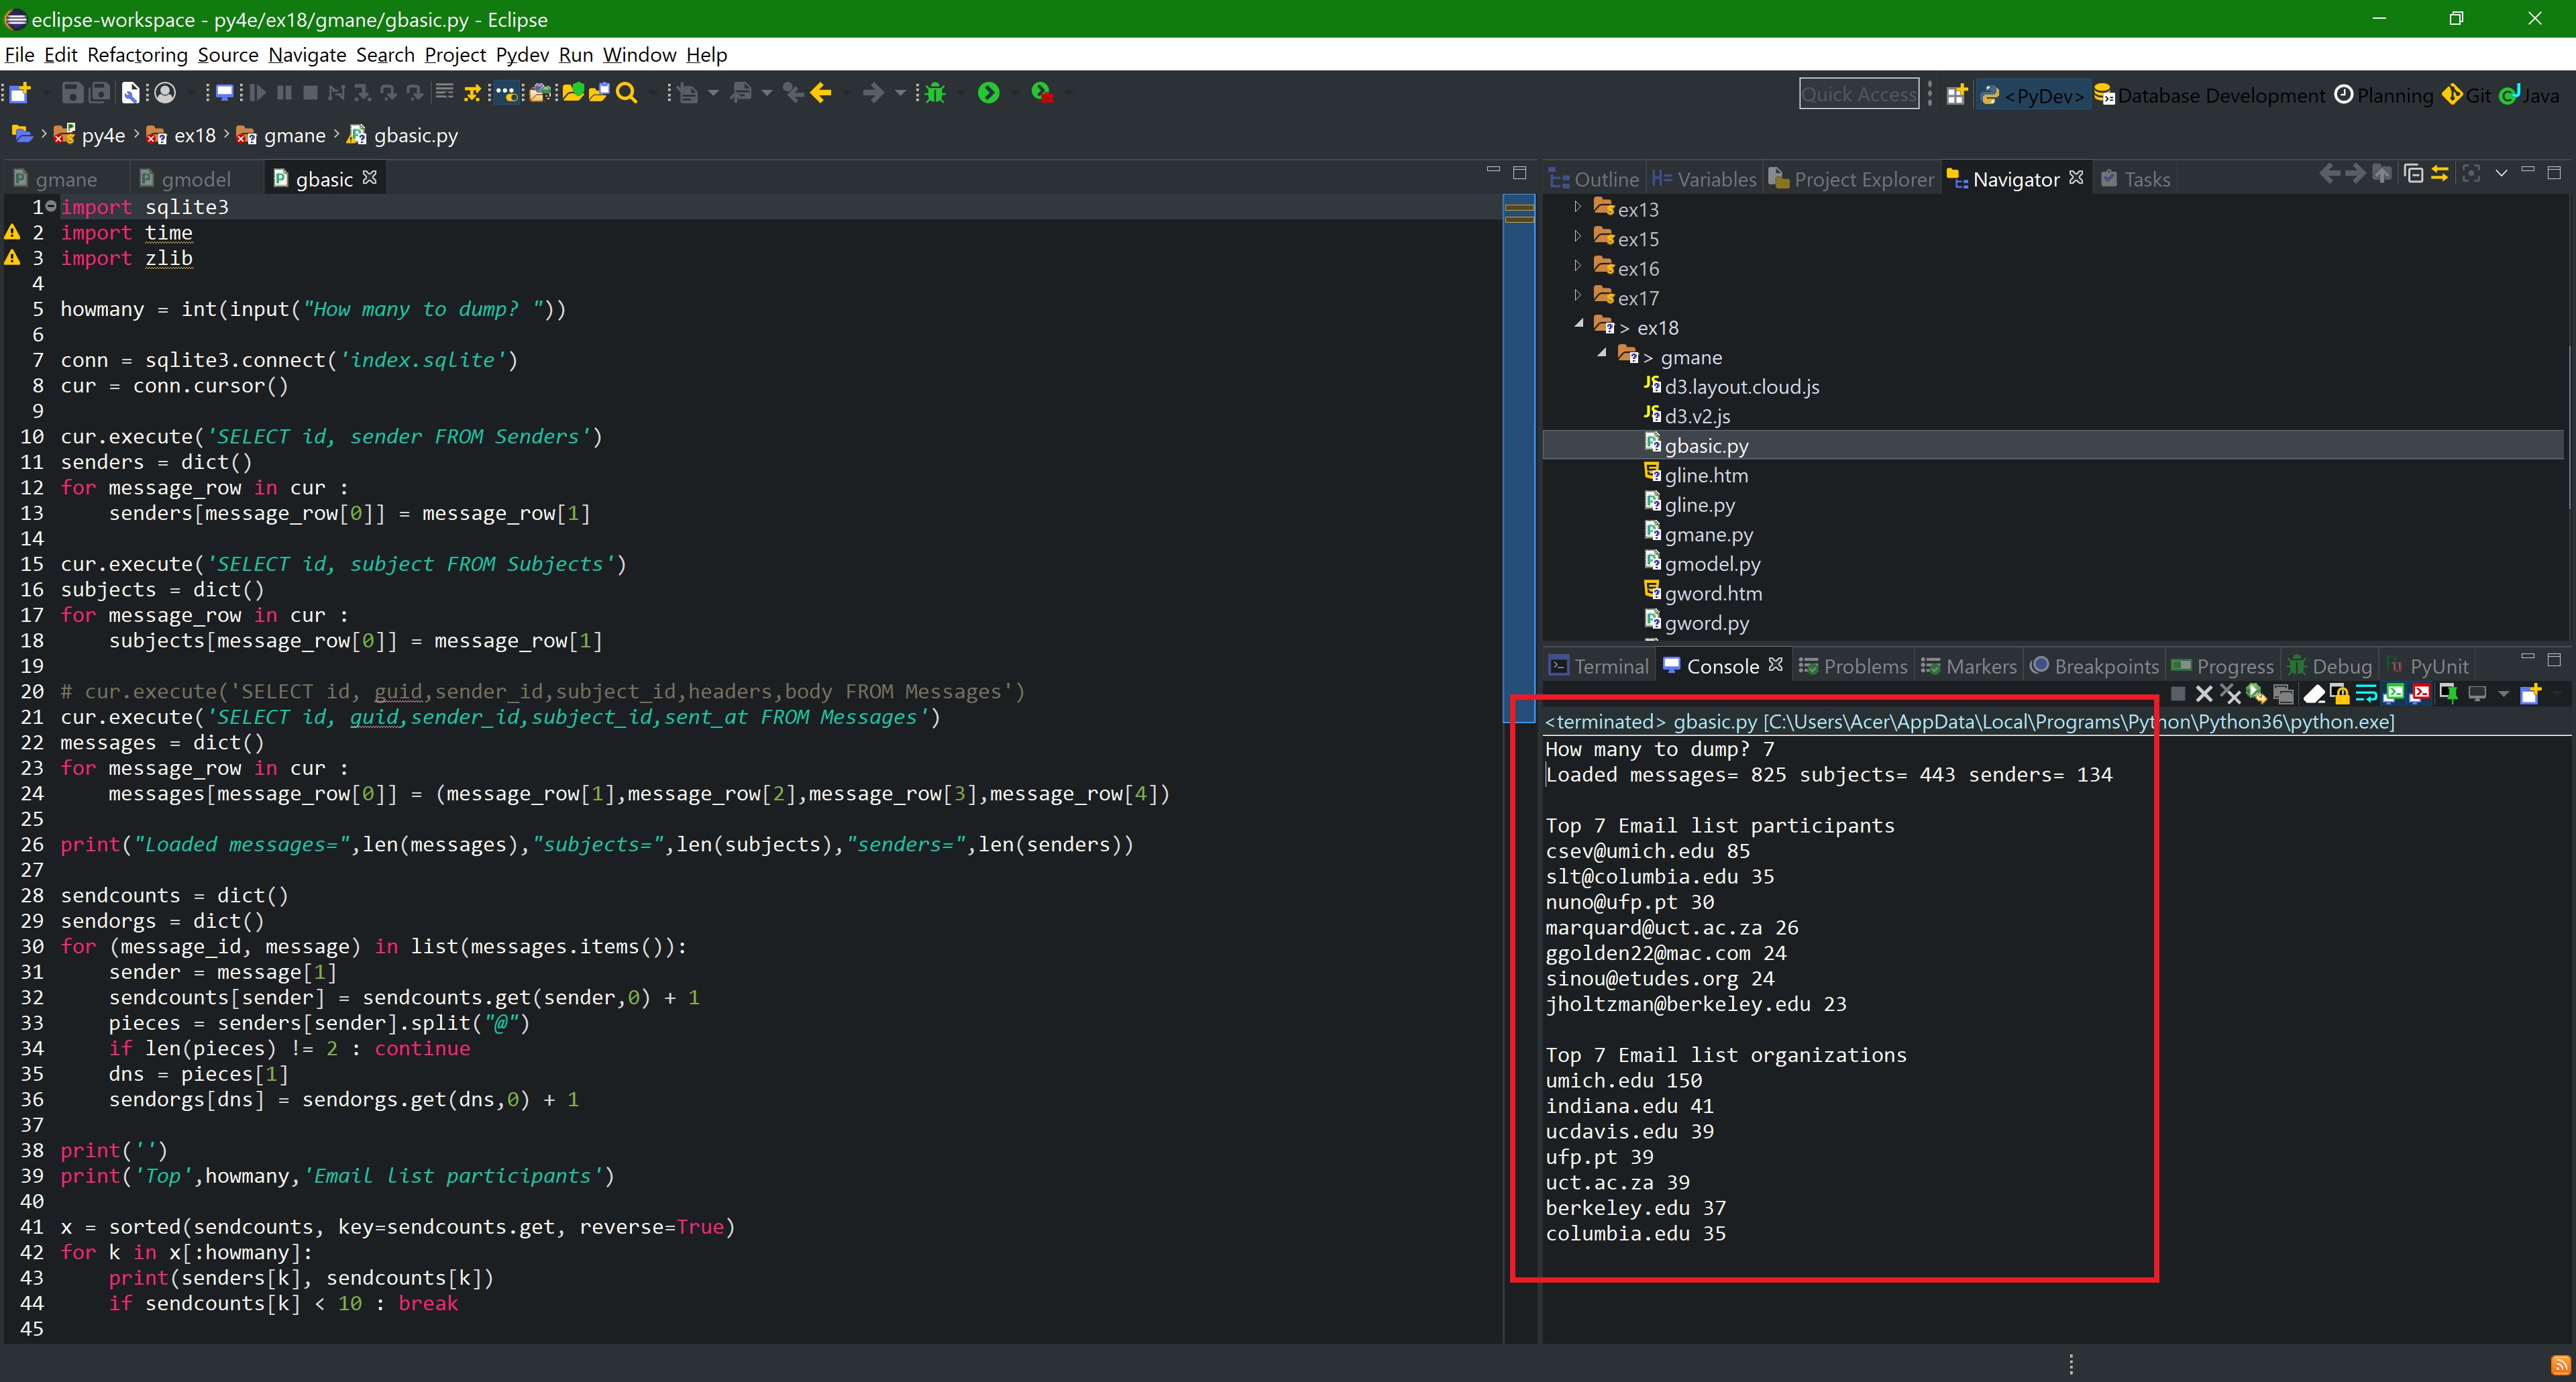 eclipse-workspace - py4e/ex18/gmane/gbasic.py - Eclipse
File Edit Refactoring Source Navigate Search Project Pydev Run Window Help
Quick Access <PyDev> Database Development Planning Git Java
py4e ex18 gmane gbasic.py
gmane gmodel gbasic
1 import sqlite3
2 import time
3 import zlib
4
5 howmany = int(input("How many to dump? "))
6
7 conn = sqlite3.connect('index.sqlite')
8 cur = conn.cursor()
9
10 cur.execute('SELECT id, sender FROM Senders')
11 senders = dict()
12 for message_row in cur :
13     senders[message_row[0]] = message_row[1]
14
15 cur.execute('SELECT id, subject FROM Subjects')
16 subjects = dict()
17 for message_row in cur :
18     subjects[message_row[0]] = message_row[1]
19
20 # cur.execute('SELECT id, guid,sender_id,subject_id,headers,body FROM Messages')
21 cur.execute('SELECT id, guid,sender_id,subject_id,sent_at FROM Messages')
22 messages = dict()
23 for message_row in cur :
24     messages[message_row[0]] = (message_row[1],message_row[2],message_row[3],message_row[4])
25
26 print("Loaded messages=",len(messages),"subjects=",len(subjects),"senders=",len(senders))
27
28 sendcounts = dict()
29 sendorgs = dict()
30 for (message_id, message) in list(messages.items()):
31     sender = message[1]
32     sendcounts[sender] = sendcounts.get(sender,0) + 1
33     pieces = senders[sender].split("@")
34     if len(pieces) != 2 : continue
35     dns = pieces[1]
36     sendorgs[dns] = sendorgs.get(dns,0) + 1
37
38 print('')
39 print('Top',howmany,'Email list participants')
40
41 x = sorted(sendcounts, key=sendcounts.get, reverse=True)
42 for k in x[:howmany]:
43     print(senders[k], sendcounts[k])
44     if sendcounts[k] < 10 : break
45
Outline Variables Project Explorer Navigator Tasks
ex13
ex15
ex16
ex17
> ex18
> gmane
d3.layout.cloud.js
d3.v2.js
gbasic.py
gline.htm
gline.py
gmane.py
gmodel.py
gword.htm
gword.py
Terminal Console Problems Markers Breakpoints Progress Debug PyUnit
<terminated> gbasic.py [C:\Users\Acer\AppData\Local\Programs\Python\Python36\python.exe]
How many to dump? 7
Loaded messages= 825 subjects= 443 senders= 134

Top 7 Email list participants
csev@umich.edu 85
slt@columbia.edu 35
nuno@ufp.pt 30
marquard@uct.ac.za 26
ggolden22@mac.com 24
sinou@etudes.org 24
jholtzman@berkeley.edu 23

Top 7 Email list organizations
umich.edu 150
indiana.edu 41
ucdavis.edu 39
ufp.pt 39
uct.ac.za 39
berkeley.edu 37
columbia.edu 35